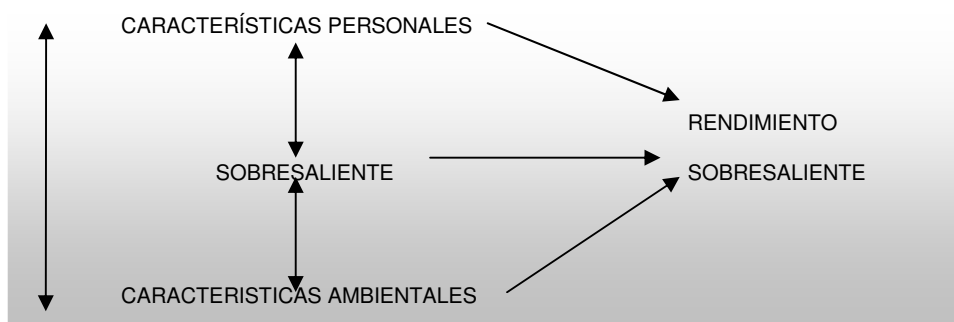 CARACTERÍSTICAS PERSONALES
RENDIMIENTO
SOBRESALIENTE
SOBRESALIENTE
CARACTERISTICAS AMBIENTALES